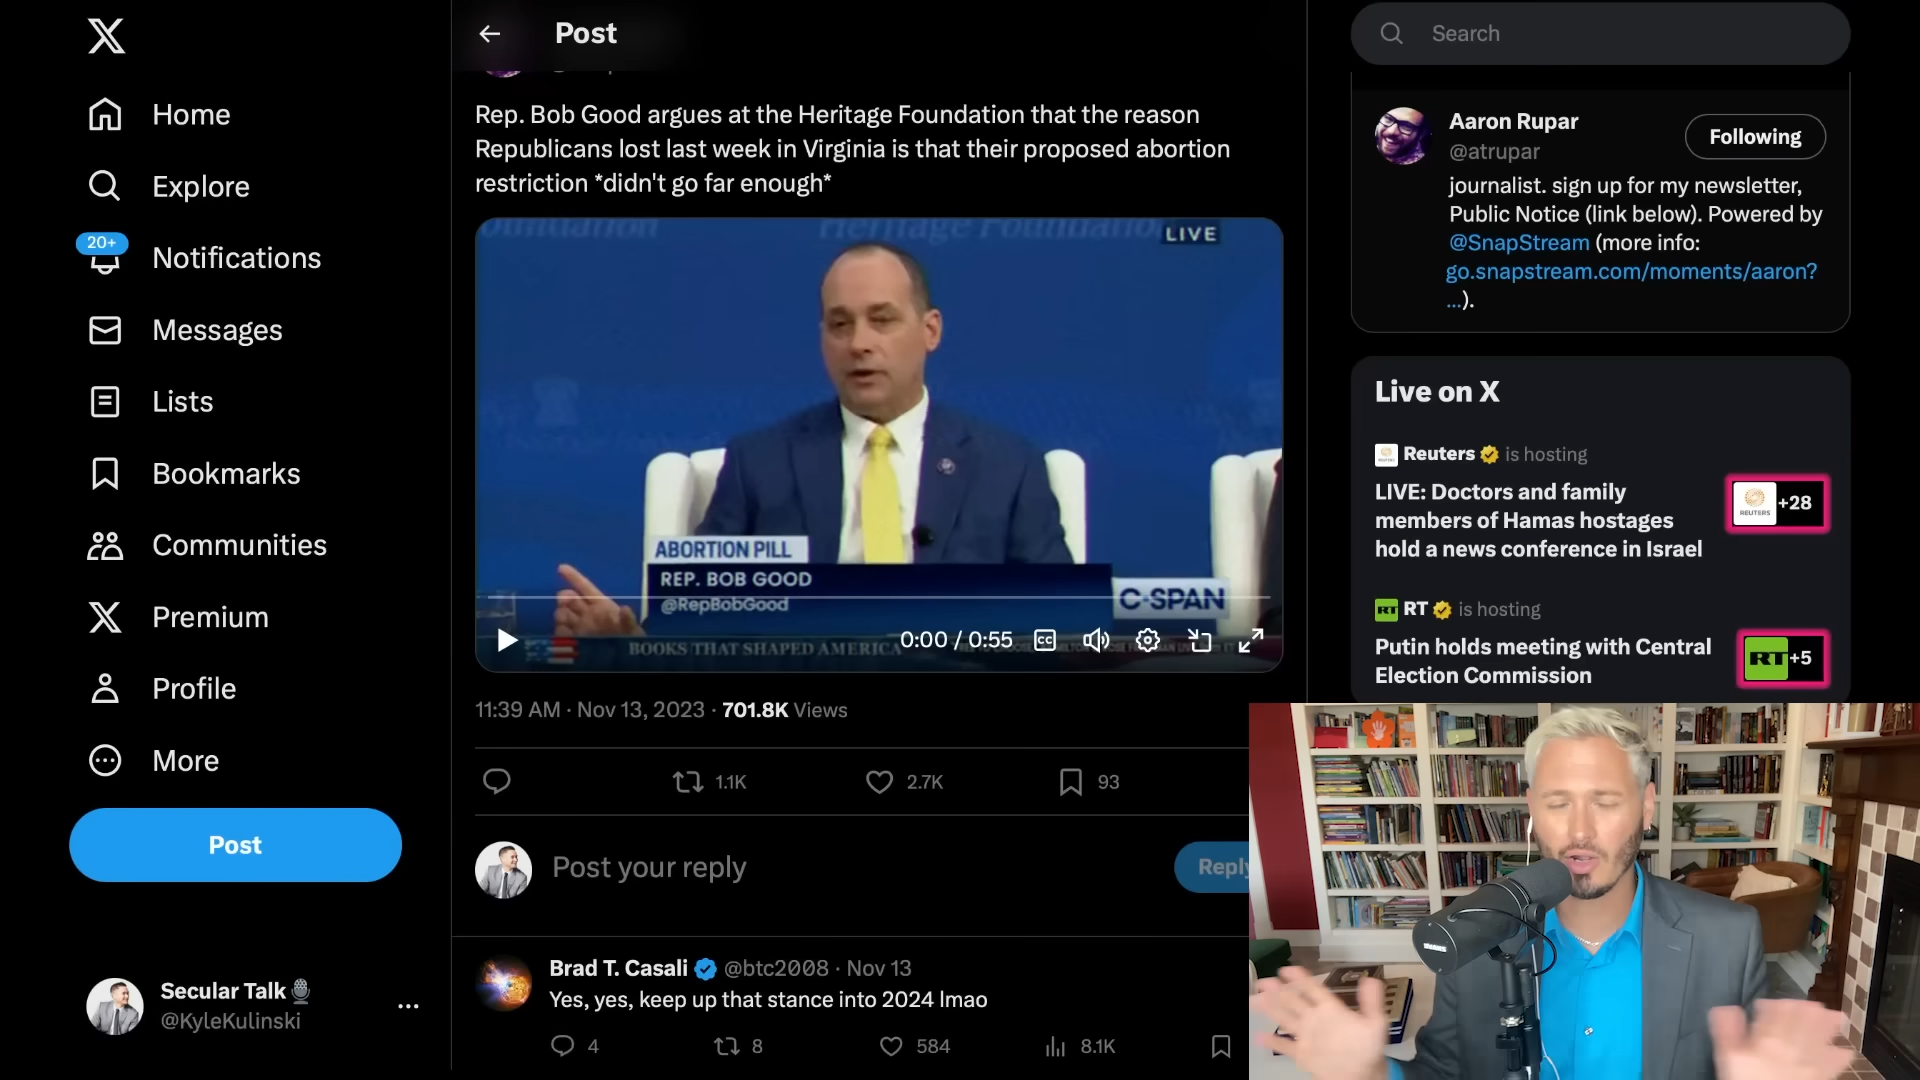 Home
Explore
20+
Notifications
Messages
Lists
Bookmarks
Communities
Premium
Profile
More
Post
Secular Talk
@KyleKulinski
Post
Rep. Bob Good argues at the Heritage Foundation that the reason
Republicans lost last week in Virginia is that their proposed abortion
restriction *didn't go far enough*
Heritage Foundation
LIVE
ABORTION PILL
REP. BOB GOOD
@RepBobGood
C-SPAN
0:00 / 0:55
BOOKS THAT SHAPED AMERICA
11:39 AM · Nov 13, 2023 · 701.8K Views
1.1K
2.7K
93
Post your reply
Reply
Brad T. Casali @btc2008 · Nov 13
Yes, yes, keep up that stance into 2024 lmao
4
8
584
8.1K
Search
Aaron Rupar
@atrupar
Following
journalist. sign up for my newsletter,
Public Notice (link below). Powered by
@SnapStream (more info:
go.snapstream.com/moments/aaron?
...).
Live on X
Reuters is hosting
LIVE: Doctors and family
members of Hamas hostages
hold a news conference in Israel
REUTERS
+28
RT RT is hosting
Putin holds meeting with Central
Election Commission
RT
+5